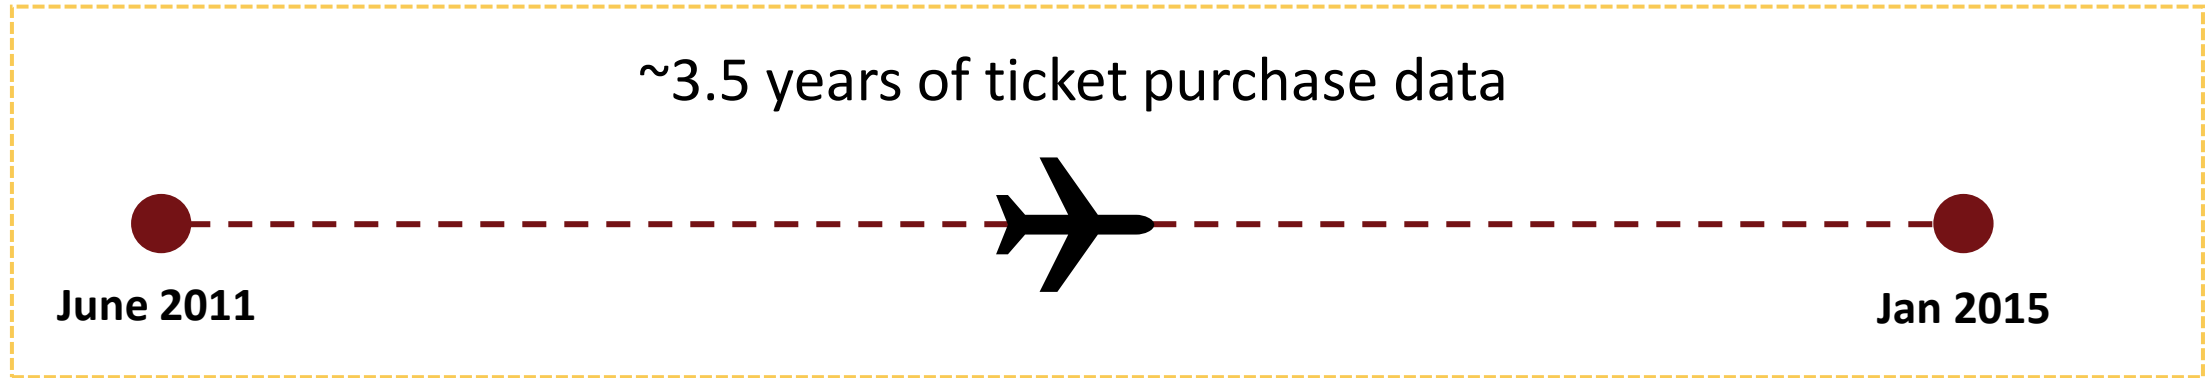 ~3.5 years of ticket purchase data
June 2011
Jan 2015